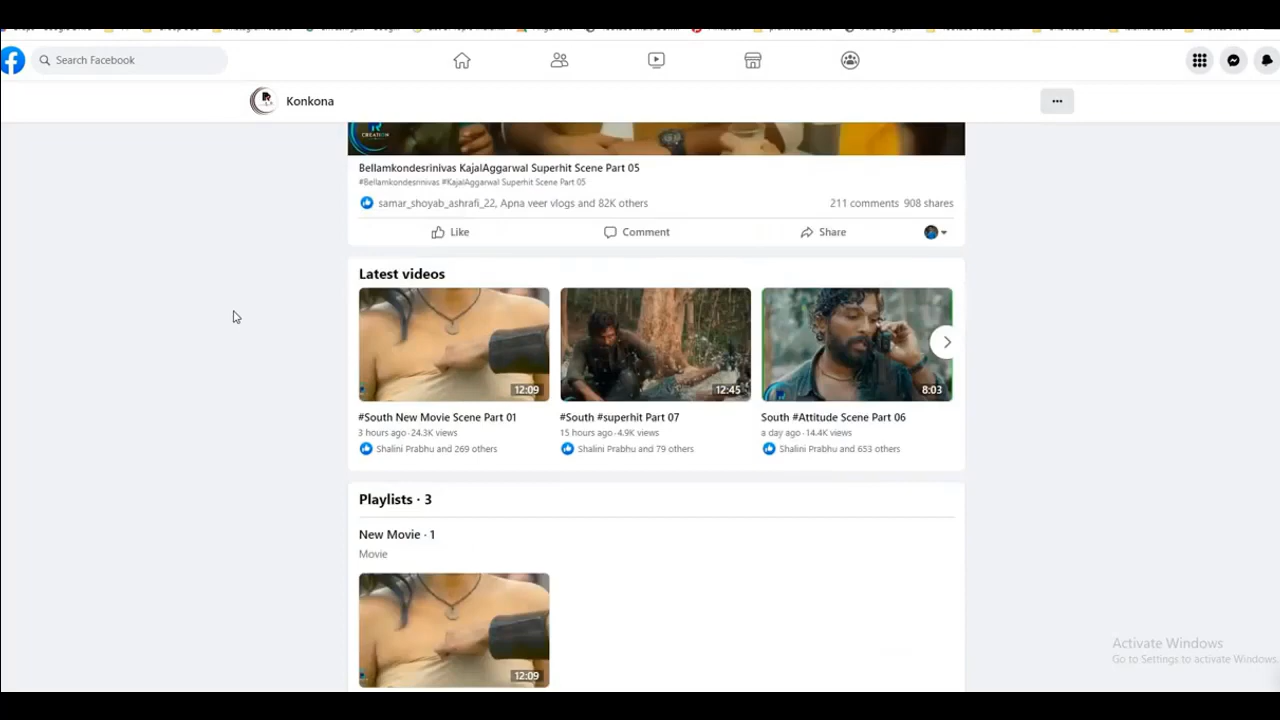 Search Facebook
Konkona
CREATION
Bellamkondesrinivas KajalAggarwal Superhit Scene Part 05
#Bellamkondesrinivas #KajalAggarwal Superhit Scene Part 05
samar_shoyab_ashrafi_22, Apna veer vlogs and 82K others
211 comments 908 shares
Like
Comment
Share
Latest videos
12:09
12:45
8:03
#South New Movie Scene Part 01
#South #superhit Part 07
South #Attitude Scene Part 06
3 hours ago · 24.3K views
15 hours ago · 4.9K views
a day ago · 14.4K views
Shalini Prabhu and 269 others
Shalini Prabhu and 79 others
Shalini Prabhu and 653 others
Playlists · 3
New Movie · 1
Movie
12:09
Activate Windows
Go to Settings to activate Windows.